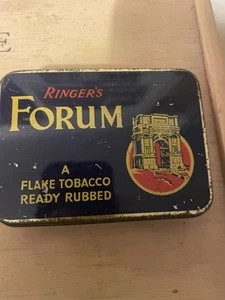 RINGER'S
FORUM
A
FLAKE TOBACCO
READY RUBBED